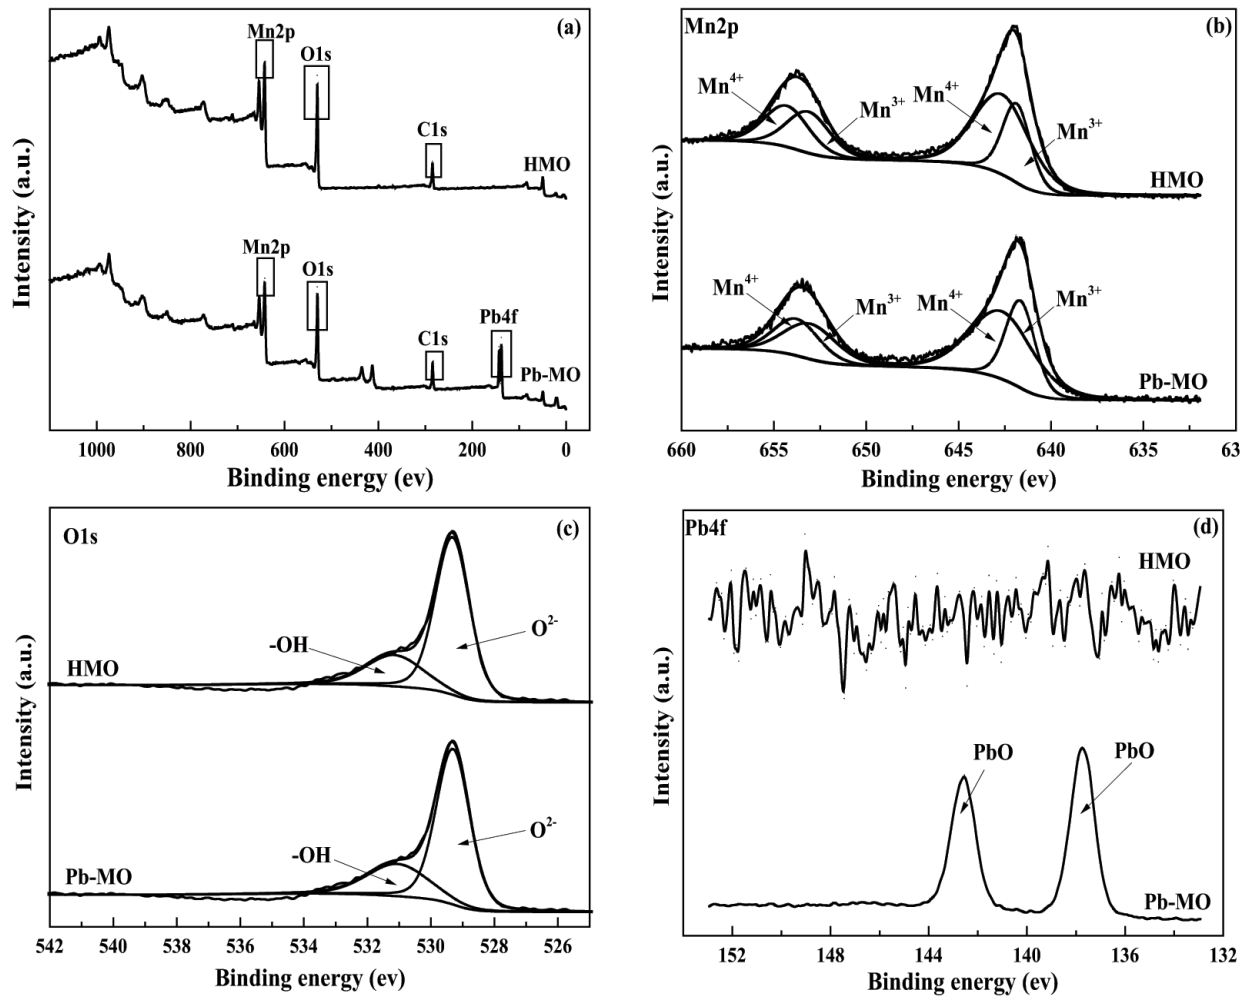 (a)
Mn2p
O1s
C1s
HMO
Mn2p
O1s
Pb4f
C1s
Pb-MO
Intensity (a.u.)
1000 800 600 400 200 0
Binding energy (ev)
Mn2p
(b)
Mn⁴⁺
Mn³⁺
Mn⁴⁺
Mn³⁺
HMO
Mn⁴⁺
Mn³⁺
Mn⁴⁺
Mn³⁺
Pb-MO
Intensity (a.u.)
660 655 650 645 640 63
Binding energy (ev)
O1s
(c)
-OH
O²⁻
HMO
-OH
O²⁻
Pb-MO
Intensity (a.u.)
542 540 538 536 534 532 530 528 526
Binding energy (ev)
Pb4f
(d)
HMO
PbO
PbO
Pb-MO
Intensity (a.u.)
152 148 144 140 136 132
Binding energy (ev)